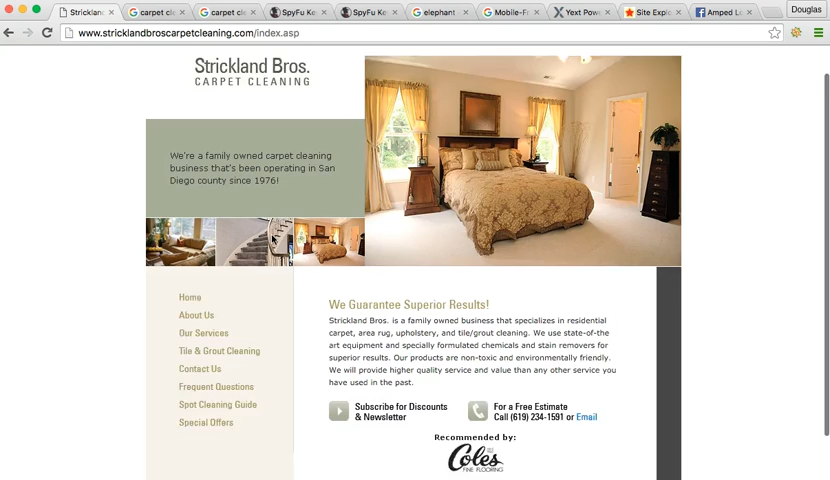 Strickland
carpet cle
carpet cl
SpyFu Ke
SpyFu Ke
elephant
Mobile-Fr
Yext Pow
Site Explo
Amped Lo
Douglas
www.stricklandbroscarpetcleaning.com/index.asp
Strickland Bros.
CARPET CLEANING
We're a family owned carpet cleaning
business that's been operating in San
Diego county since 1976!
Home
About Us
Our Services
Tile & Grout Cleaning
Contact Us
Frequent Questions
Spot Cleaning Guide
Special Offers
We Guarantee Superior Results!
Strickland Bros. is a family owned business that specializes in residential
carpet, area rug, upholstery, and tile/grout cleaning. We use state-of-the
art equipment and specially formulated chemicals and stain removers for
superior results. Our products are non-toxic and environmentally friendly.
We will provide higher quality service and value than any other service you
have used in the past.
Subscribe for Discounts
& Newsletter
For a Free Estimate
Call (619) 234-1591 or Email
Recommended by:
Coles
FINE FLOORING